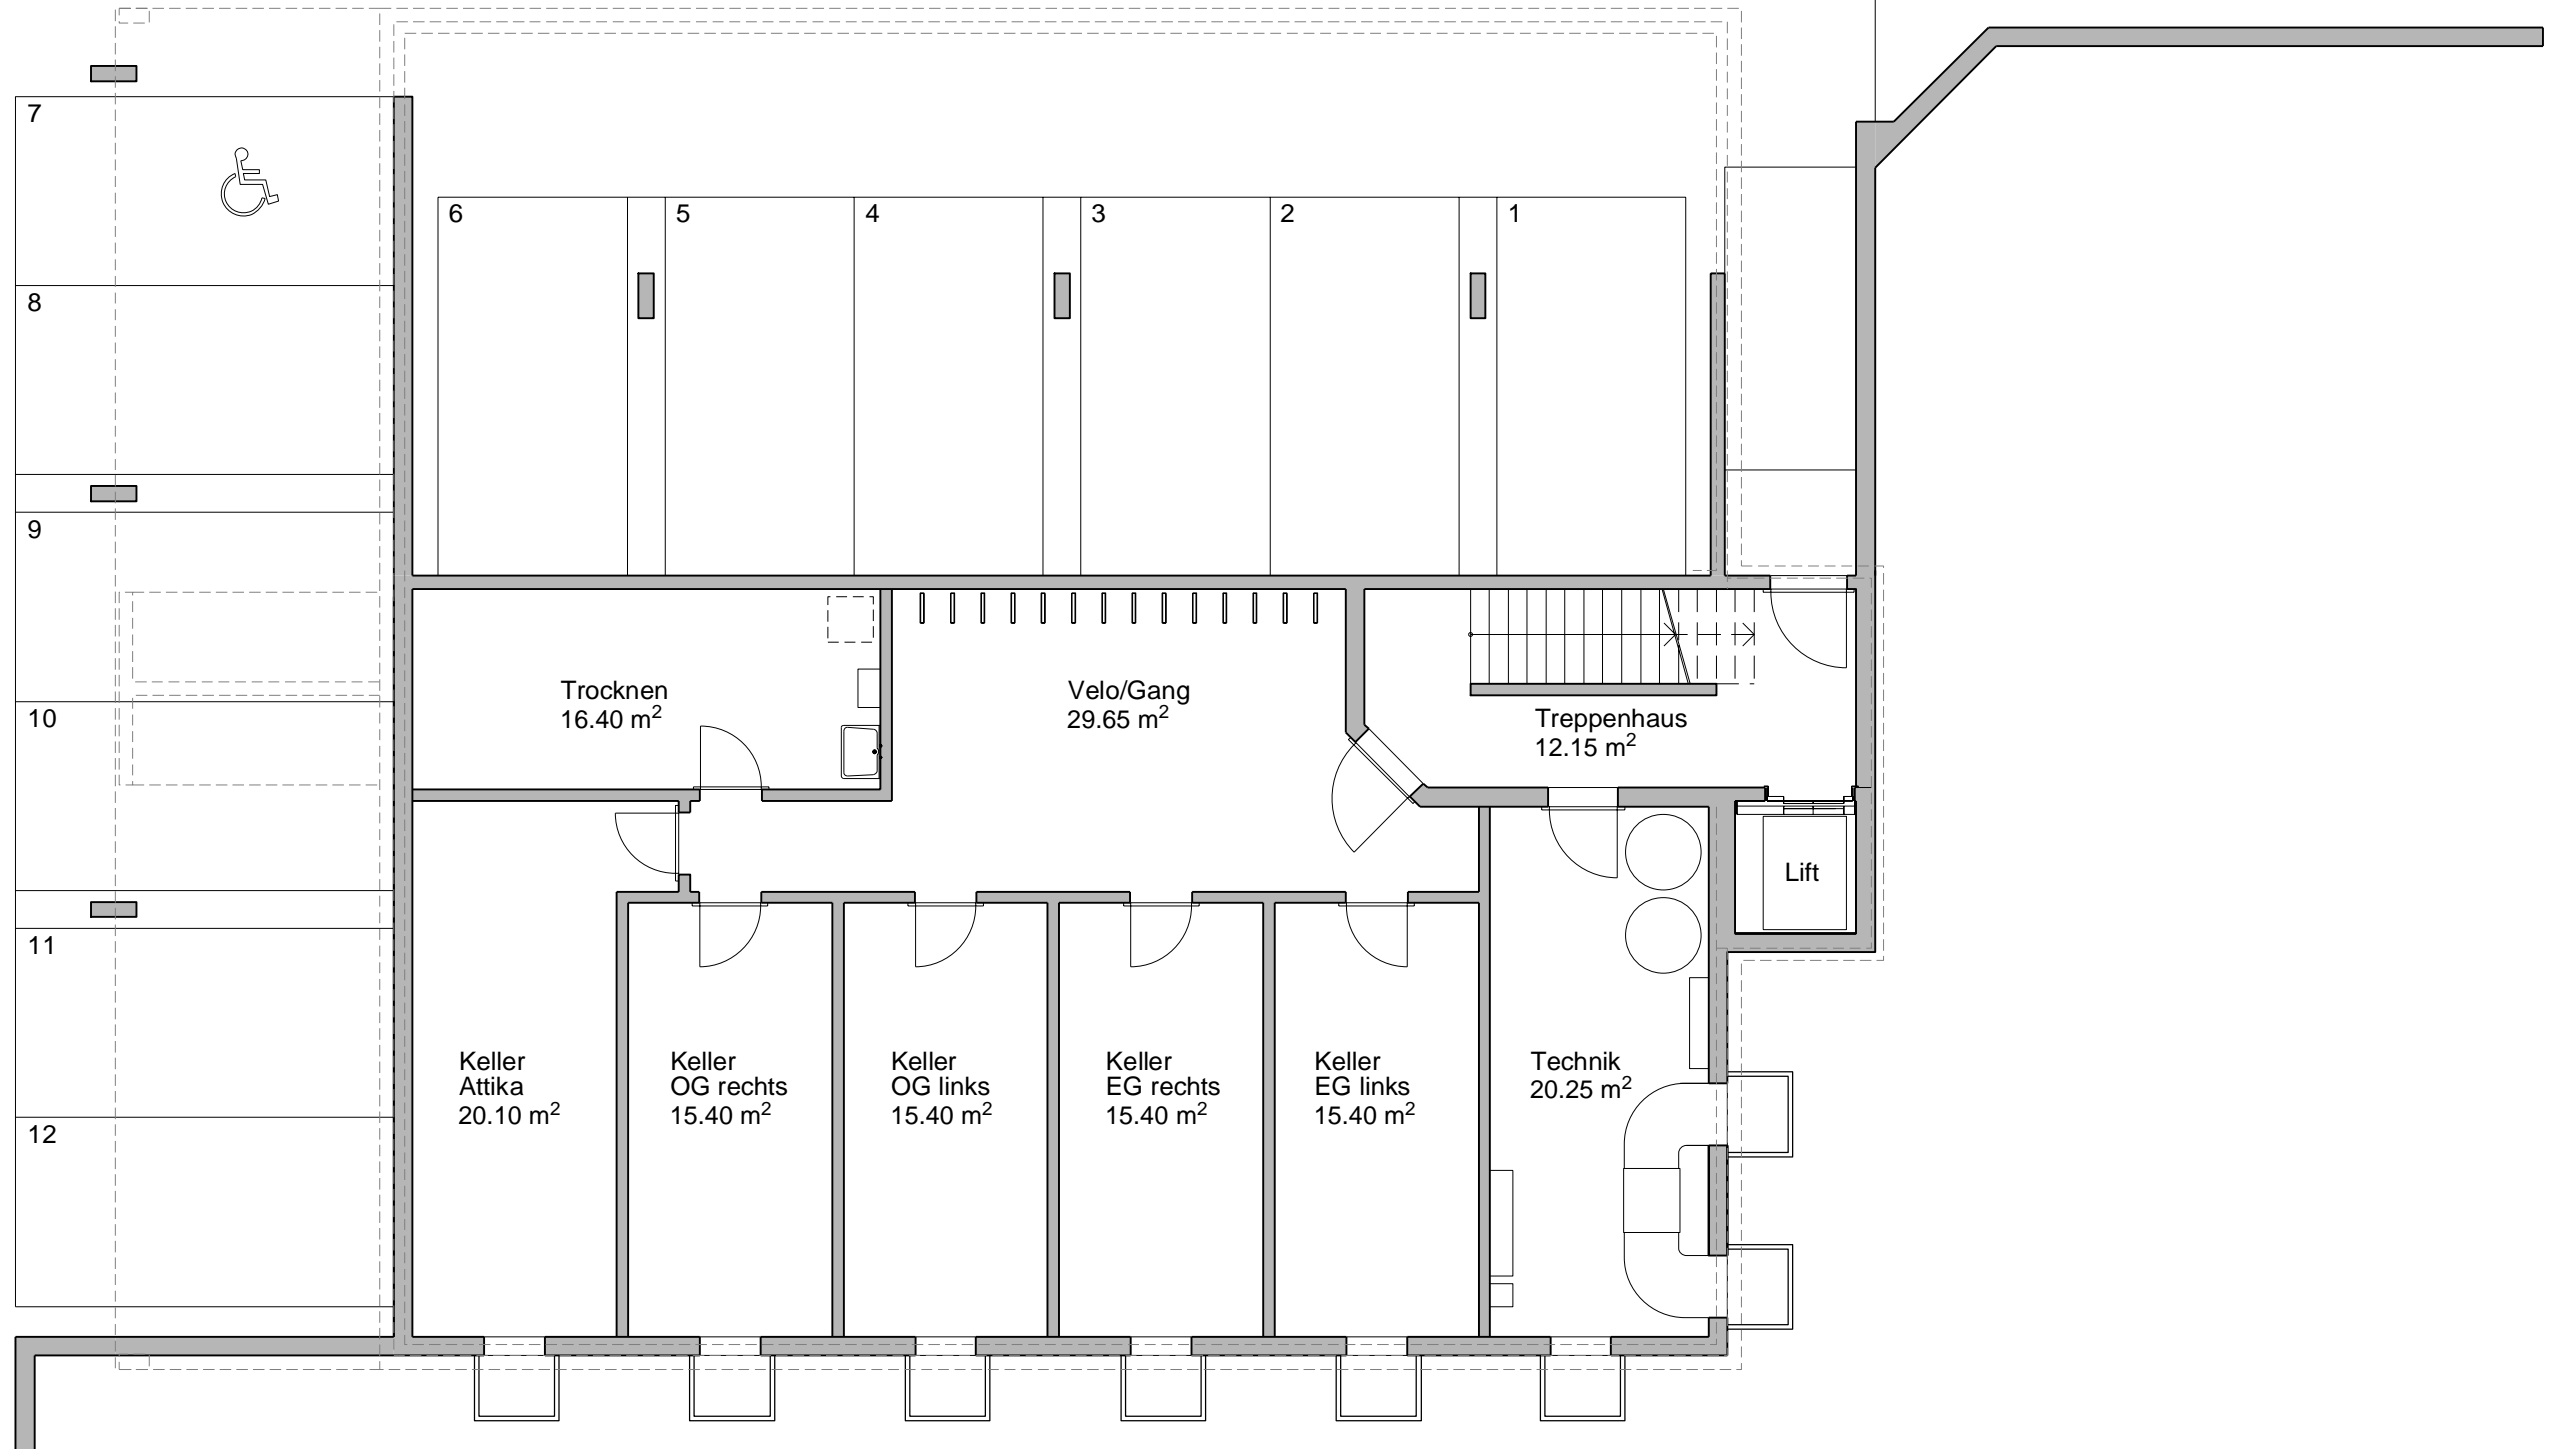 7
6
5
4
3
2
1
8
9
10
11
12
Trocknen
16.40 m²
Velo/Gang
29.65 m²
Treppenhaus
12.15 m²
Lift
Keller
Attika
20.10 m²
Keller
OG rechts
15.40 m²
Keller
OG links
15.40 m²
Keller
EG rechts
15.40 m²
Keller
EG links
15.40 m²
Technik
20.25 m²